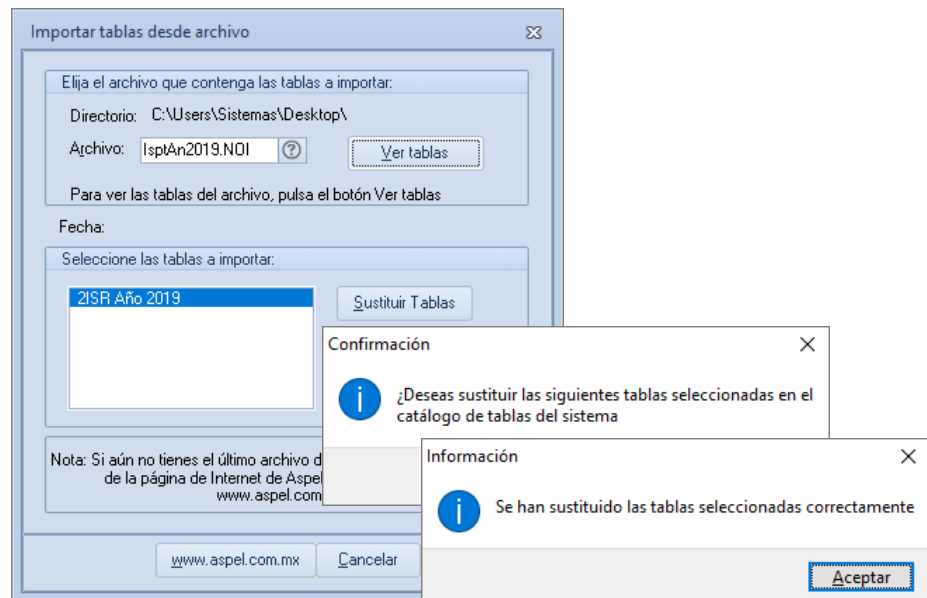 Importar tablas desde archivo
Elija el archivo que contenga las tablas a importar:
Directorio: C:\Users\Sistemas\Desktop\
Archivo: IsptAn2019.NOI
Ver tablas
Para ver las tablas del archivo, pulsa el botón Ver tablas
Fecha:
Seleccione las tablas a importar:
2ISR Año 2019
Sustituir Tablas
Confirmación
¿Deseas sustituir las siguientes tablas seleccionadas en el
catálogo de tablas del sistema
Nota: Si aún no tienes el último archivo d
de la página de Internet de Aspel
www.aspel.com
Información
Se han sustituido las tablas seleccionadas correctamente
Aceptar
www.aspel.com.mx
Cancelar